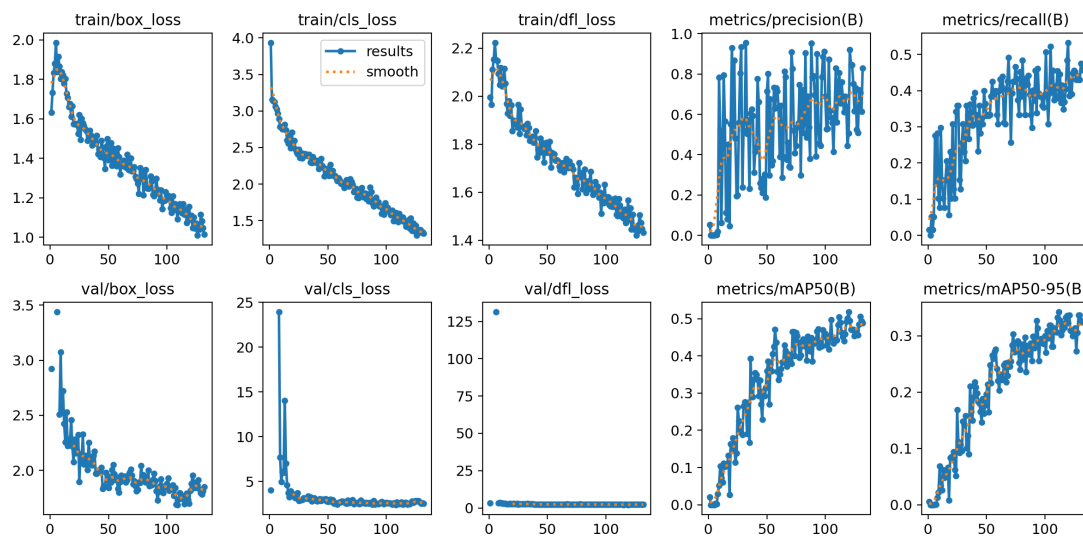 train/box_loss
train/cls_loss
train/dfl_loss
metrics/precision(B)
metrics/recall(B)
2.0
1.8
1.6
1.4
1.2
1.0
0 50 100
4.0
3.5
3.0
2.5
2.0
1.5
0 50 100
results
smooth
2.2
2.0
1.8
1.6
1.4
0 50 100
1.0
0.8
0.6
0.4
0.2
0.0
0 50 100
0.5
0.4
0.3
0.2
0.1
0.0
0 50 100
val/box_loss
val/cls_loss
val/dfl_loss
metrics/mAP50(B)
metrics/mAP50-95(B
3.5
3.0
2.5
2.0
0 50 100
25
20
15
10
5
0 50 100
125
100
75
50
25
0
0 50 100
0.5
0.4
0.3
0.2
0.1
0.0
0 50 100
0.3
0.2
0.1
0.0
0 50 100